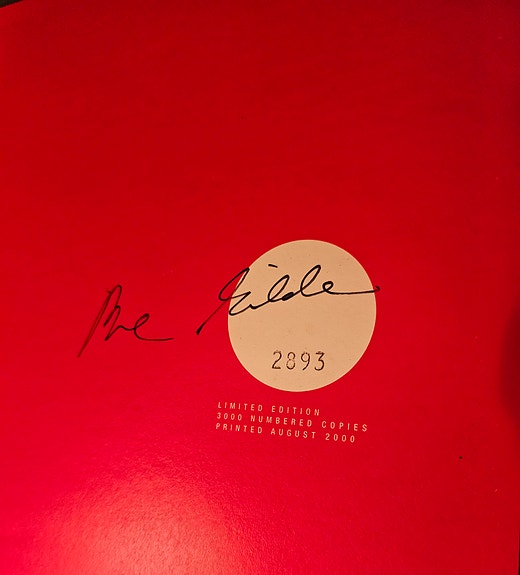 2893
LIMITED EDITION
3000 NUMBERED COPIES
PRINTED AUGUST 2000